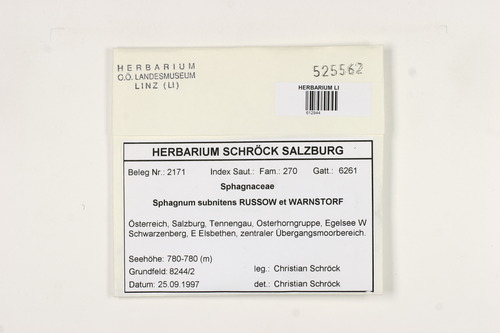 HERBARIUM
O.Ö. LANDESMUSEUM
LINZ (LI)
525562
HERBARIUM LI
612944
HERBARIUM SCHRÖCK SALZBURG
Beleg Nr.: 2171 Index Saut.: Fam.: 270 Gatt.: 6261
Sphagnaceae
Sphagnum subnitens RUSSOW et WARNSTORF
Österreich, Salzburg, Tennengau, Osterhorngruppe, Egelsee W
Schwarzenberg, E Elsbethen, zentraler Übergangsmoorbereich.
Seehöhe: 780-780 (m)
Grundfeld: 8244/2 leg.: Christian Schröck
Datum: 25.09.1997 det.: Christian Schröck